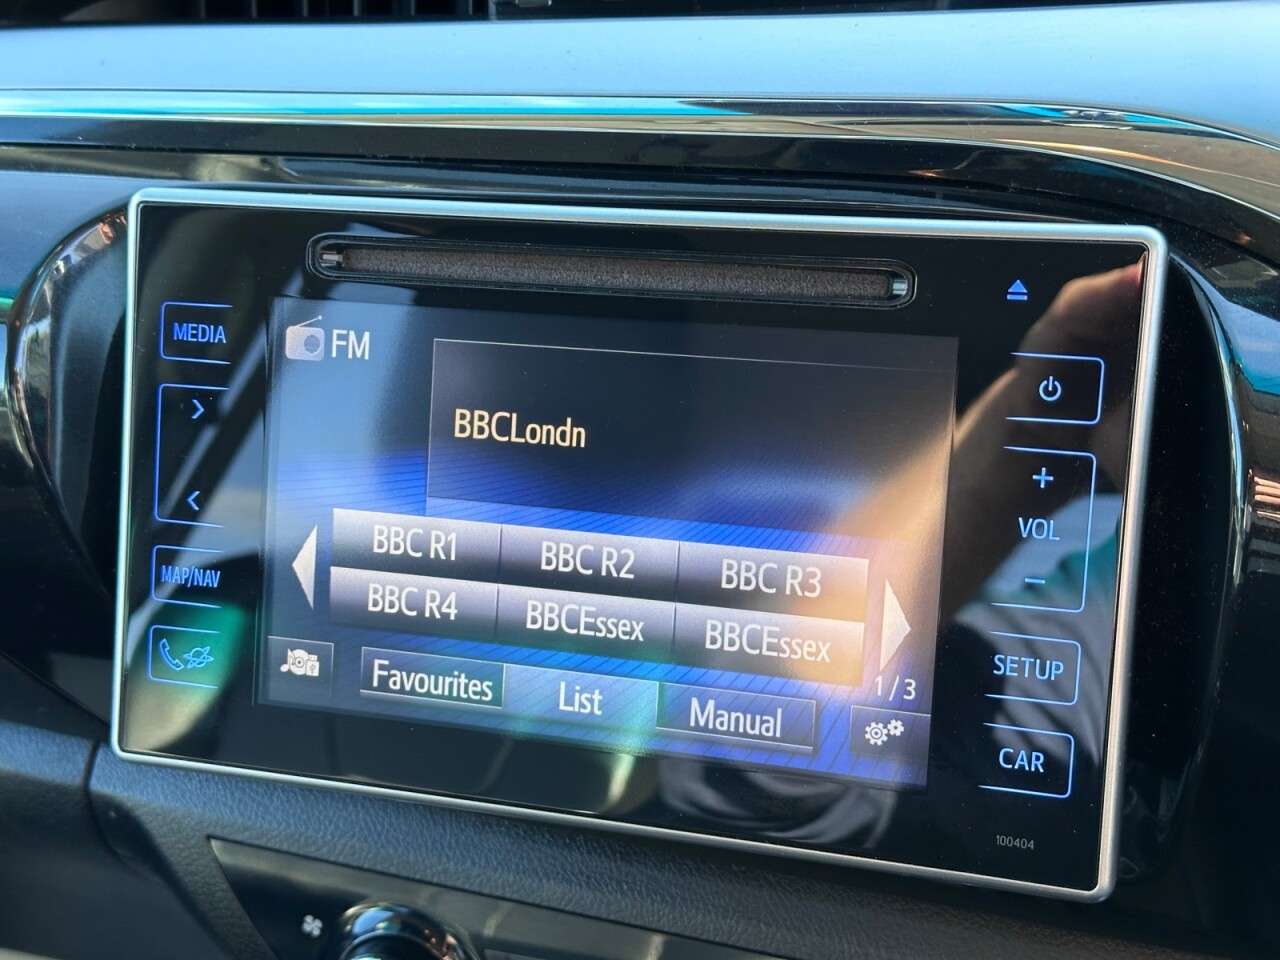 MEDIA
FM
BBCLondn
VOL
MAP/NAV
BBC R1 BBC R2 BBC R3
BBC R4 BBCEssex BBCEssex
SETUP
1/3
Favourites List Manual
CAR
100404